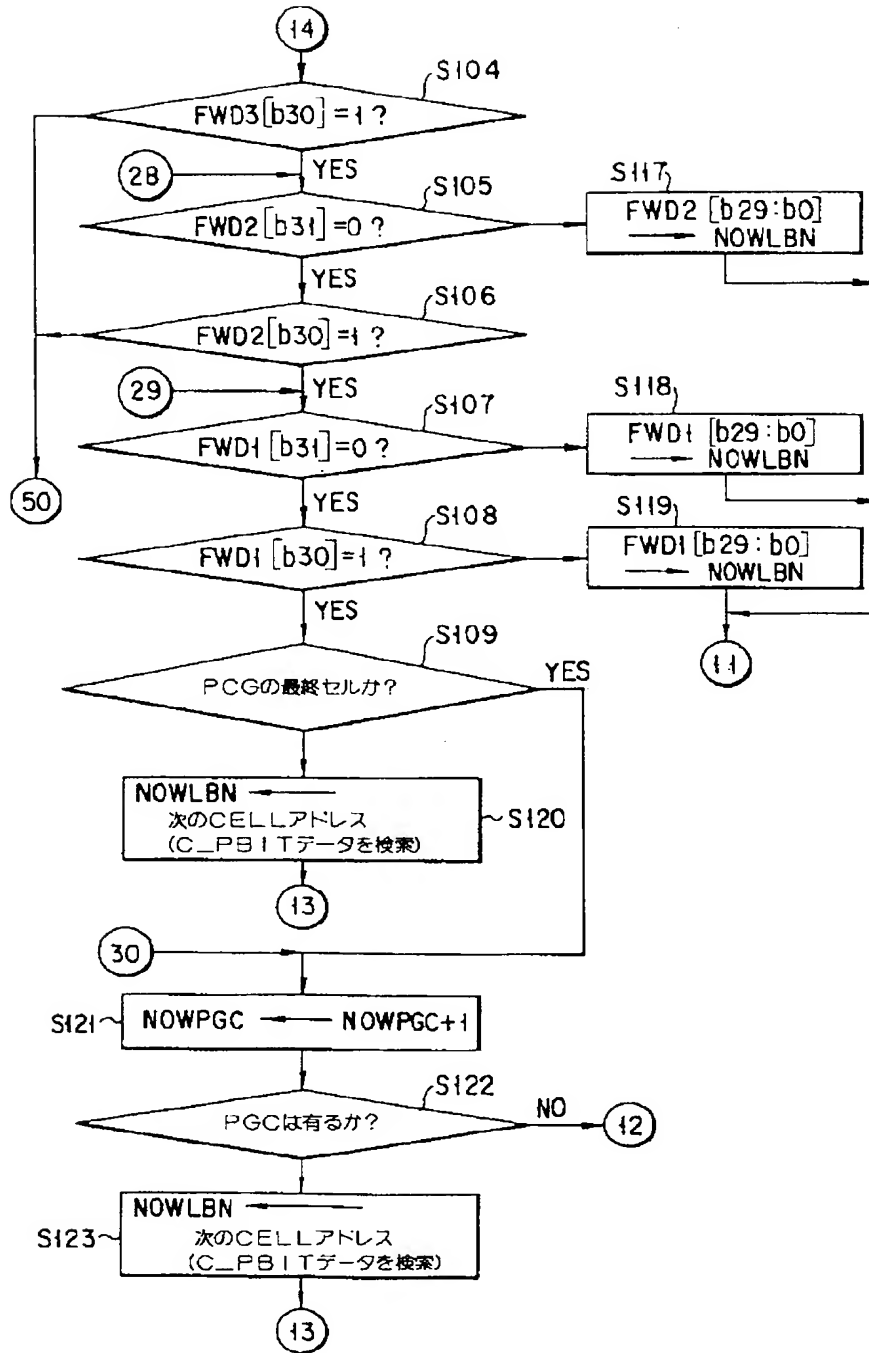 14
S104
FWD3[b30]=1?
YES
28
S105
FWD2[b31]=0?
S117
FWD2 [b29:b0]
NOWLBN
YES
S106
FWD2[b30]=1?
YES
29
S107
FWD1[b31]=0?
S118
FWD1 [b29:b0]
NOWLBN
50
YES
S108
FWD1[b30]=1?
S119
FWD1[b29:b0]
NOWLBN
YES
11
S109
PCGの最終セルか?
YES
NOWLBN
次のCELLアドレス
(C_PBITデータを検索)
S120
13
30
S121
NOWPGC ← NOWPGC+1
S122
PGCは有るか?
NO
12
S123
NOWLBN
次のCELLアドレス
(C_PBITデータを検索)
13